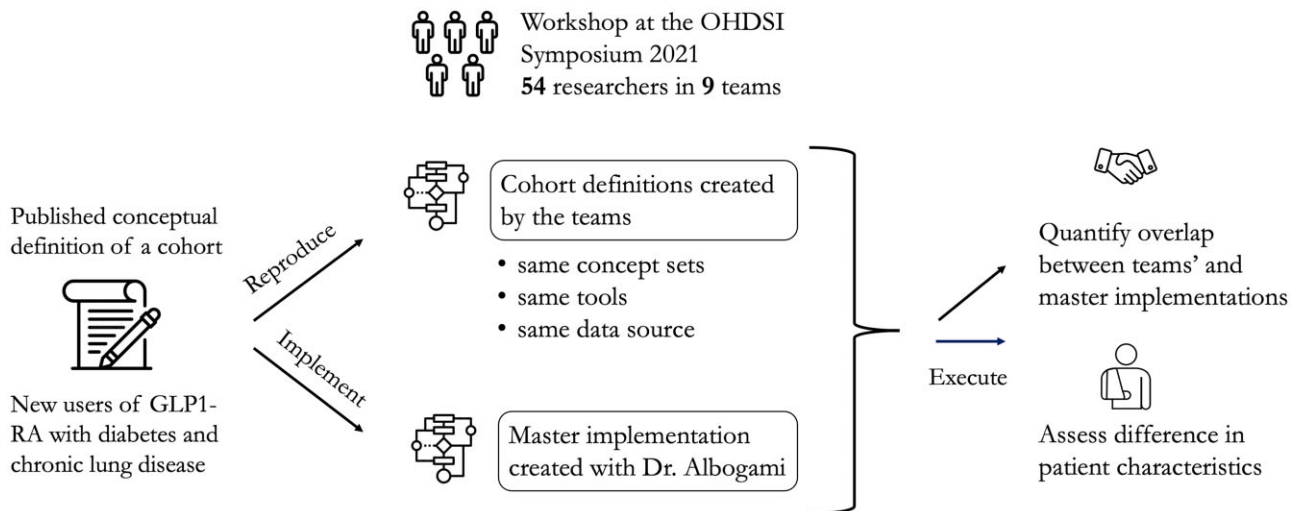 Workshop at the OHDSI
Symposium 2021
54 researchers in 9 teams
Published conceptual
definition of a cohort
New users of GLP1-
RA with diabetes and
chronic lung disease
Reproduce
Implement
Cohort definitions created
by the teams
• same concept sets
• same tools
• same data source
Master implementation
created with Dr. Albogami
Execute
Quantify overlap
between teams' and
master implementations
Assess difference in
patient characteristics